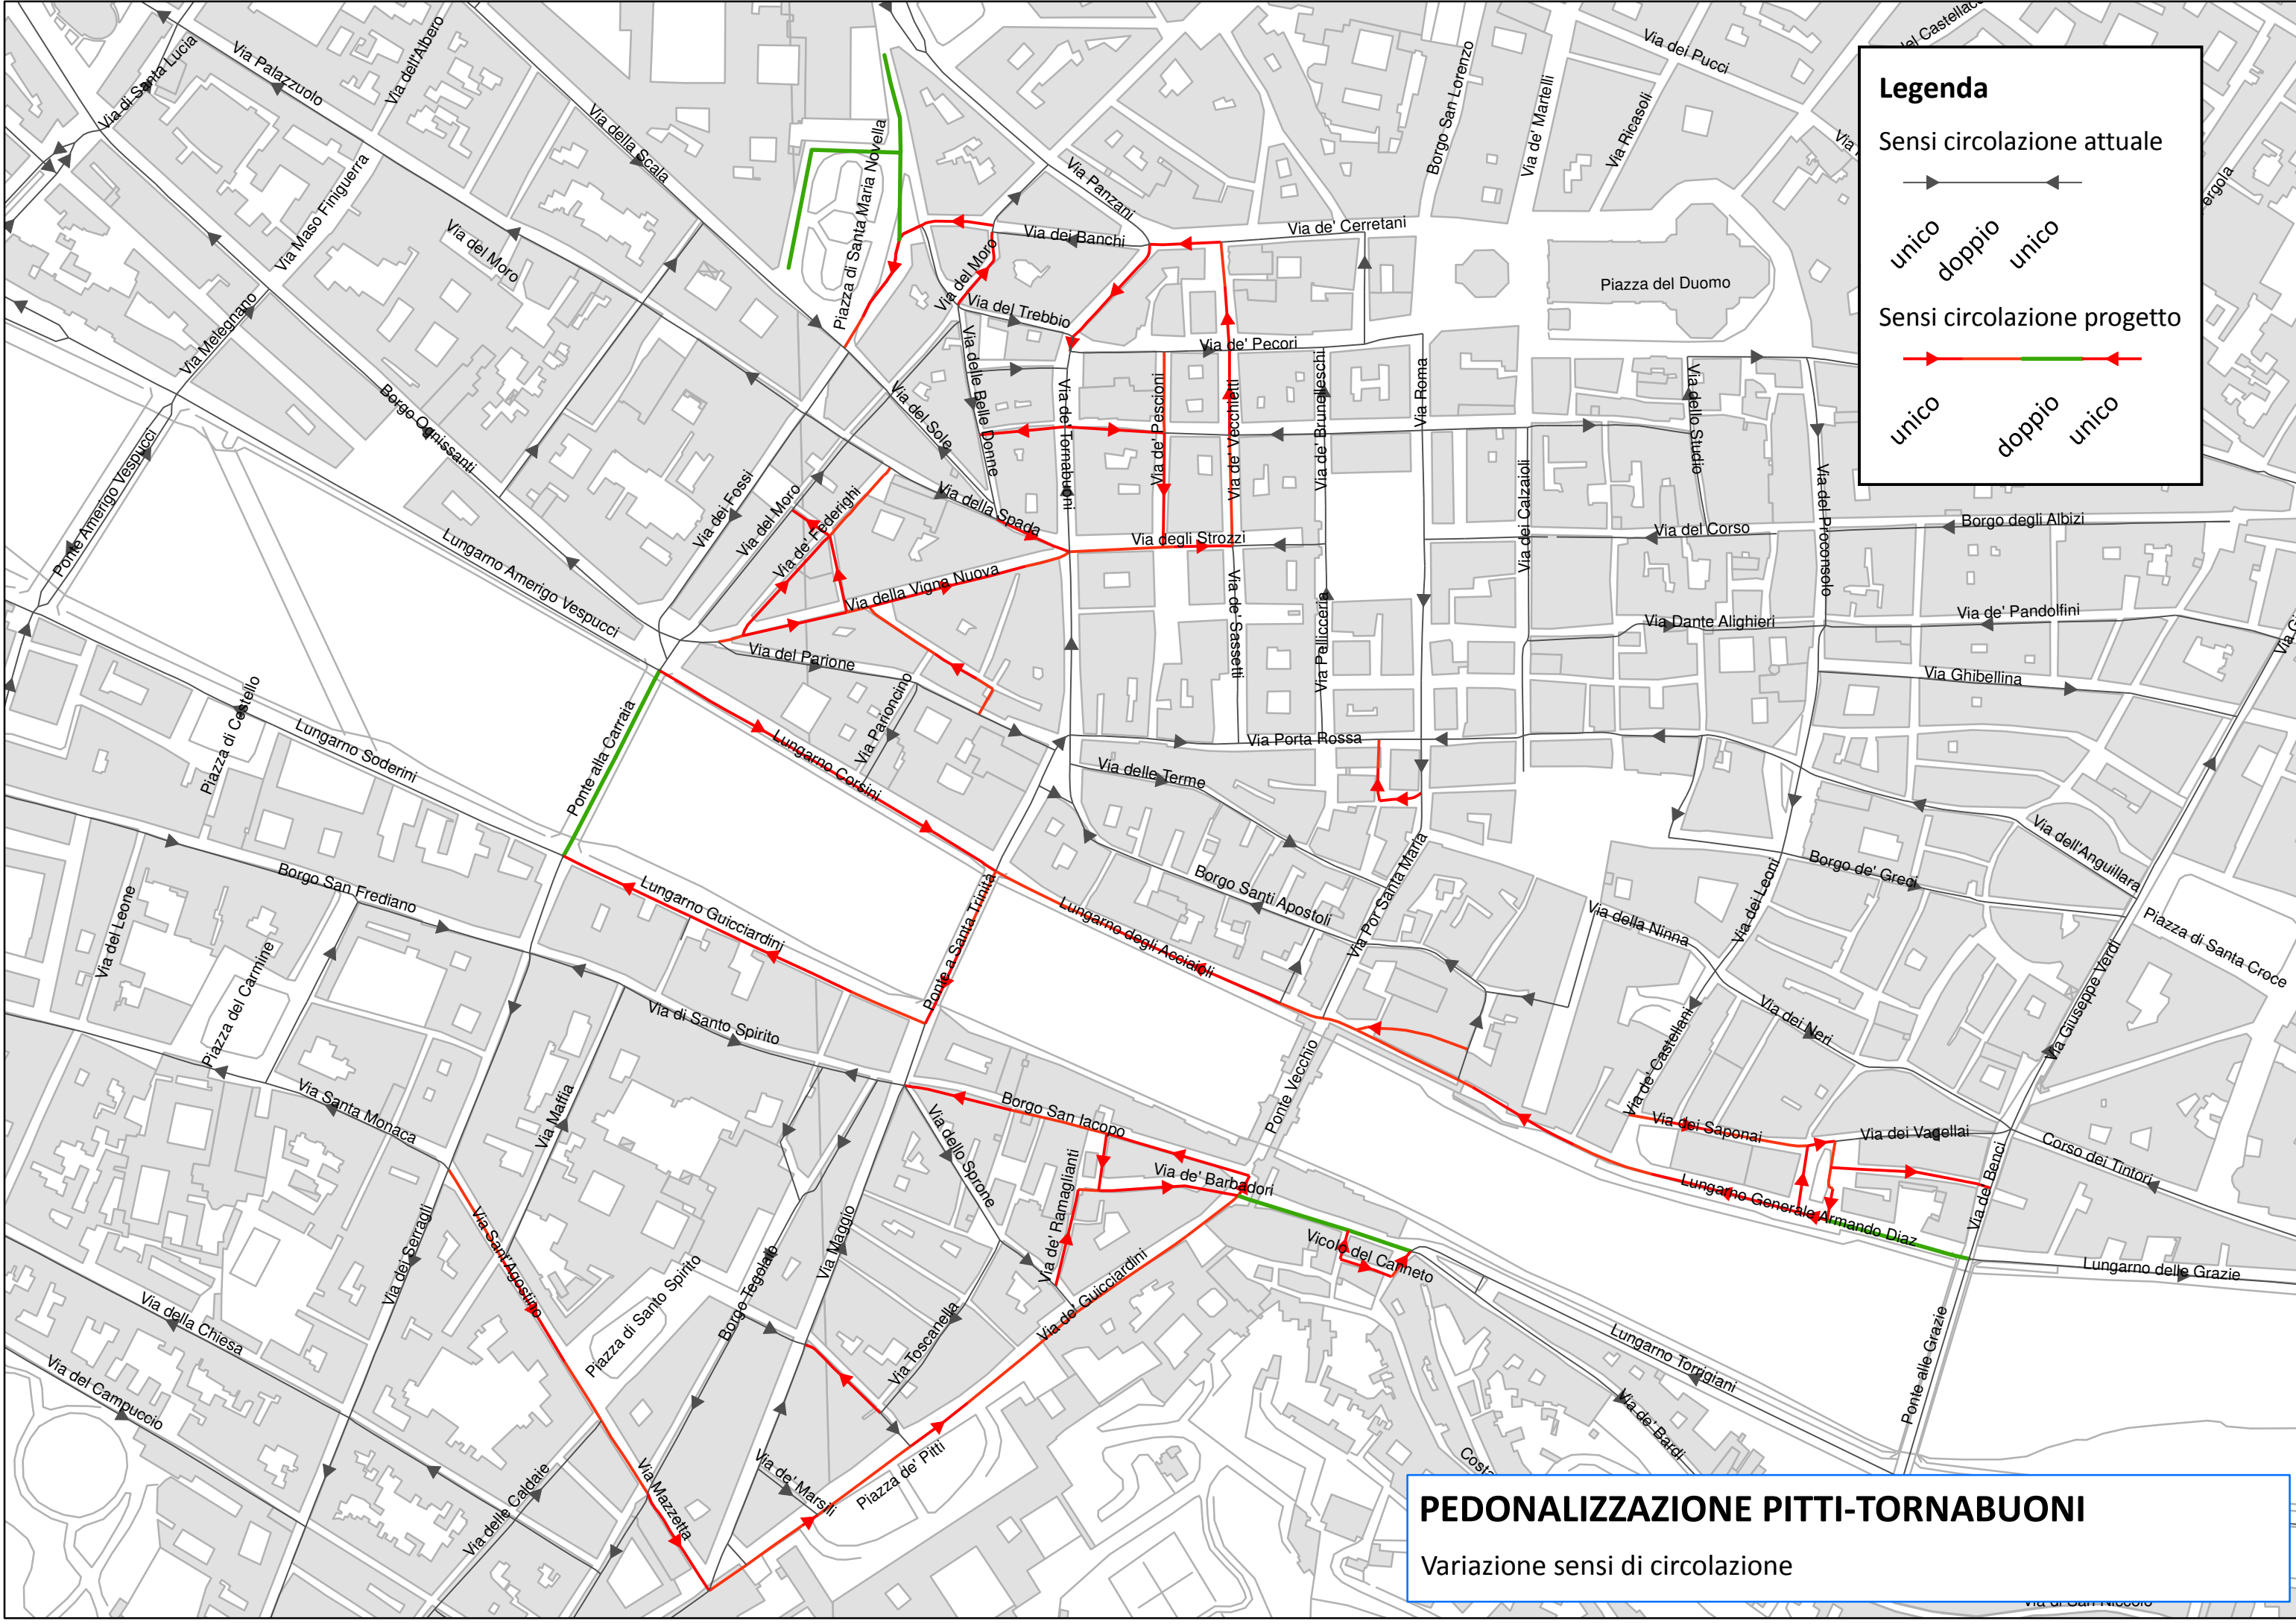 Legenda
Sensi circolazione attuale
unico
doppio
unico
Sensi circolazione progetto
unico
doppio
unico
PEDONALIZZAZIONE PITTI-TORNABUONI
Variazione sensi di circolazione
Via di Santa Lucia
Via Palazzuolo
Via dell'Albero
Via della Scala
Piazza di Santa Maria Novella
Via Panzani
Borgo San Lorenzo
Via de' Martelli
Via Ricasoli
Via dei Pucci
Via Maso Finiguerra
Via del Moro
Via dei Banchi
Via de' Cerretani
Via del Moro
Via del Trebbio
Piazza del Duomo
Via Melegnano
Borgo Ognissanti
Via de' Pecori
Via delle Belle Donne
Via del Sole
Via de' Tornabuoni
Via de' Pescioni
Via de' Vecchietti
Via de' Brunelleschi
Via Roma
Via dello Studio
Via del Proconsolo
Via dei Calzaioli
Ponte Amerigo Vespucci
Lungarno Amerigo Vespucci
Via dei Fossi
Via del Moro
Via de' Federighi
Via della Spada
Via degli Strozzi
Via del Corso
Borgo degli Albizi
Via della Vigna Nuova
Via de' Sassetti
Via Pellicceria
Via Dante Alighieri
Via de' Pandolfini
Via del Parione
Via Parioncino
Via Ghibellina
Piazza di Cestello
Lungarno Soderini
Ponte alla Carraia
Lungarno Corsini
Via Porta Rossa
Via delle Terme
Borgo Santi Apostoli
Via Por Santa Maria
Via dell'Anguillara
Borgo de' Greci
Via dei Leoni
Piazza di Santa Croce
Via del Leone
Borgo San Frediano
Lungarno Guicciardini
Ponte a Santa Trinita
Lungarno degli Acciaioli
Via della Ninna
Via Giuseppe Verdi
Piazza del Carmine
Via di Santo Spirito
Via dei Neri
Via de' Castellani
Via Santa Monaca
Via Maffia
Borgo San Iacopo
Ponte Vecchio
Via dei Saponai
Via dei Vagellai
Corso dei Tintori
Via dello Sprone
Via de' Ramaglianti
Via de' Barbadori
Via de' Benci
Lungarno Generale Armando Diaz
Via Sant'Agostino
Via dei Serragli
Via Maggio
Borgo Tegolaio
Piazza di Santo Spirito
Via Toscanella
Via de' Guicciardini
Vicolo del Canneto
Lungarno delle Grazie
Via della Chiesa
Via del Campuccio
Lungarno Torrigiani
Ponte alle Grazie
Via de' Bardi
Via delle Caldaie
Via Mazzetta
Via de' Marsili
Piazza de' Pitti
Costa